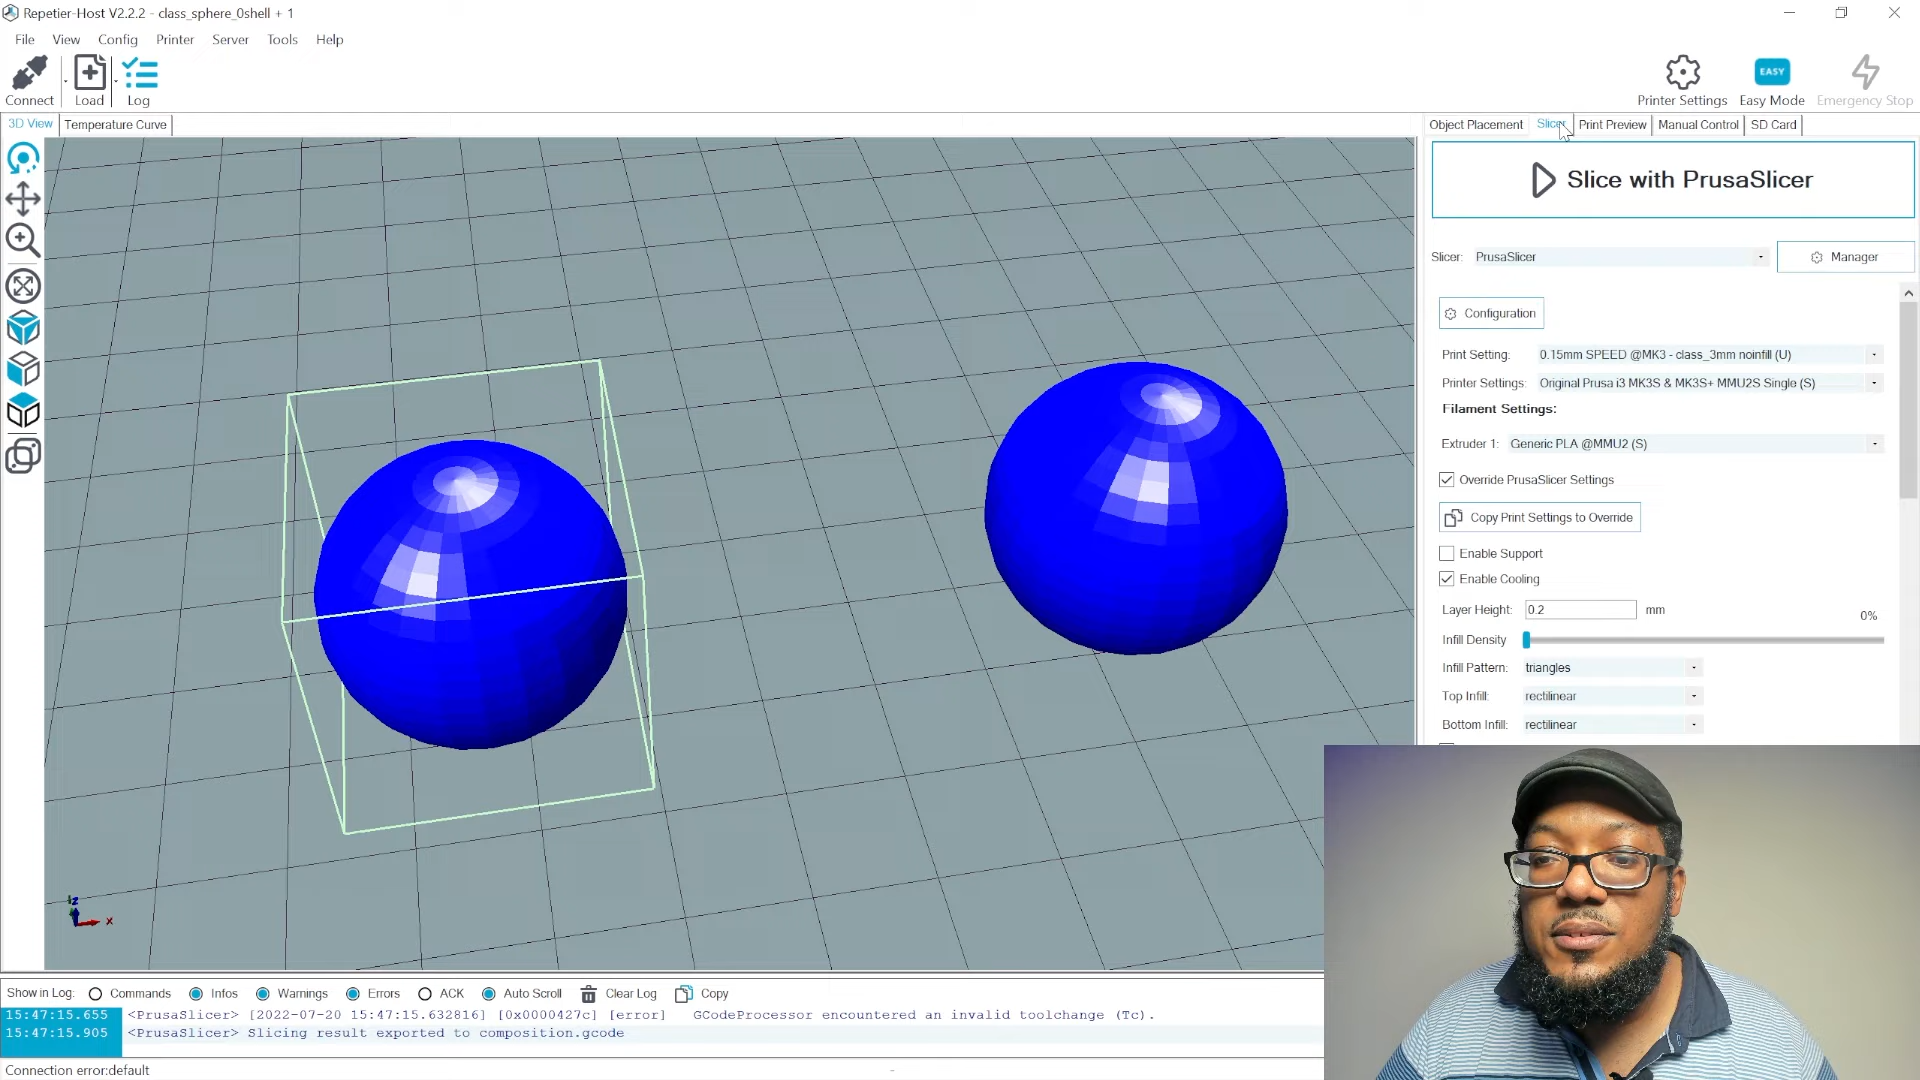 Repetier-Host V2.2.2 - class_sphere_0shell + 1
File View Config Printer Server Tools Help
Connect Load Log
EASY
Printer Settings Easy Mode Emergency Stop
3D View Temperature Curve
Object Placement Slicer Print Preview Manual Control SD Card
Slice with PrusaSlicer
Slicer: PrusaSlicer Manager
Configuration
Print Setting: 0.15mm SPEED @MK3 - class_3mm noinfill (U)
Printer Settings: Original Prusa i3 MK3S & MK3S+ MMU2S Single (S)
Filament Settings:
Extruder 1: Generic PLA @MMU2 (S)
Override PrusaSlicer Settings
Copy Print Settings to Override
Enable Support
Enable Cooling
Layer Height: 0.2 mm
0%
Infill Density
Infill Pattern: triangles
Top Infill: rectilinear
Bottom Infill: rectilinear
z
x
Show in Log: Commands Infos Warnings Errors ACK Auto Scroll Clear Log Copy
15:47:15.655 <PrusaSlicer> [2022-07-20 15:47:15.632816] [0x0000427c] [error] GCodeProcessor encountered an invalid toolchange (Tc).
15:47:15.905 <PrusaSlicer> Slicing result exported to composition.gcode
Connection error:default -